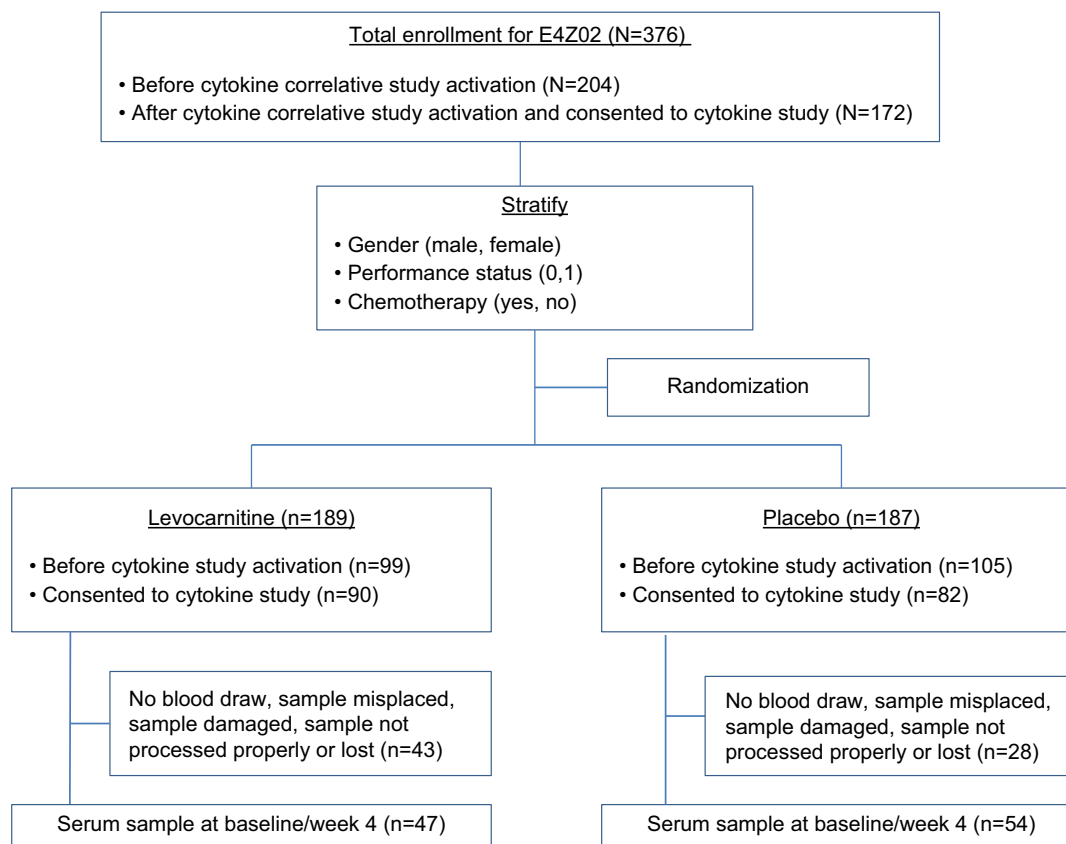 Total enrollment for E4Z02 (N=376)
• Before cytokine correlative study activation (N=204)
• After cytokine correlative study activation and consented to cytokine study (N=172)
Stratify
• Gender (male, female)
• Performance status (0,1)
• Chemotherapy (yes, no)
Randomization
Levocarnitine (n=189)
• Before cytokine study activation (n=99)
• Consented to cytokine study (n=90)
Placebo (n=187)
• Before cytokine study activation (n=105)
• Consented to cytokine study (n=82)
No blood draw, sample misplaced,
sample damaged, sample not
processed properly or lost (n=43)
No blood draw, sample misplaced,
sample damaged, sample not
processed properly or lost (n=28)
Serum sample at baseline/week 4 (n=47)
Serum sample at baseline/week 4 (n=54)